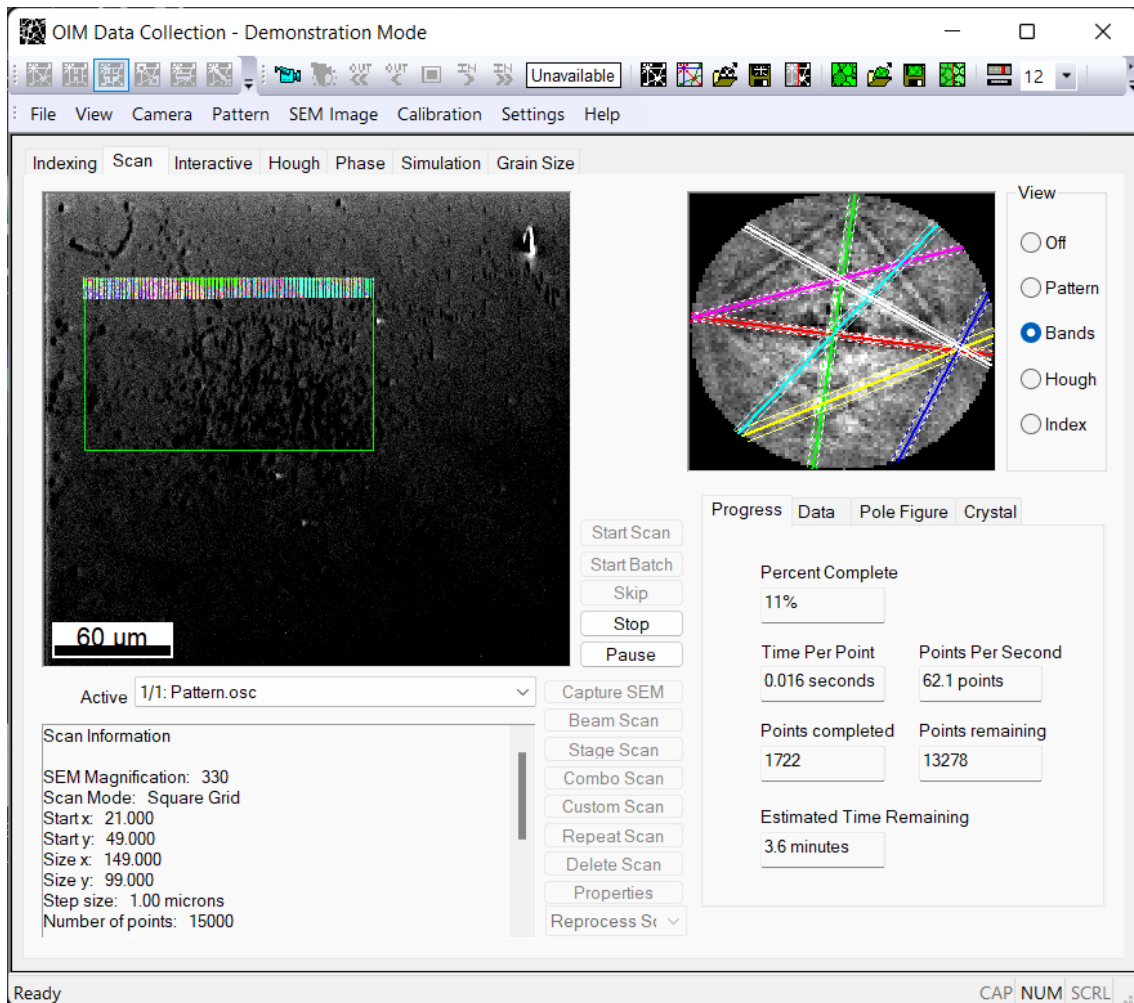 OIM Data Collection - Demonstration Mode
OUT OUT IN IN Unavailable 12
File View Camera Pattern SEM Image Calibration Settings Help
Indexing Scan Interactive Hough Phase Simulation Grain Size
View
Off
Pattern
Bands
Hough
Index
60 um
Start Scan
Start Batch
Skip
Stop
Pause
Active 1/1: Pattern.osc
Capture SEM
Beam Scan
Stage Scan
Combo Scan
Custom Scan
Repeat Scan
Delete Scan
Properties
Reprocess Sc
Scan Information
SEM Magnification: 330
Scan Mode: Square Grid
Start x: 21.000
Start y: 49.000
Size x: 149.000
Size y: 99.000
Step size: 1.00 microns
Number of points: 15000
Progress Data Pole Figure Crystal
Percent Complete
11%
Time Per Point Points Per Second
0.016 seconds 62.1 points
Points completed Points remaining
1722 13278
Estimated Time Remaining
3.6 minutes
Ready CAP NUM SCRL